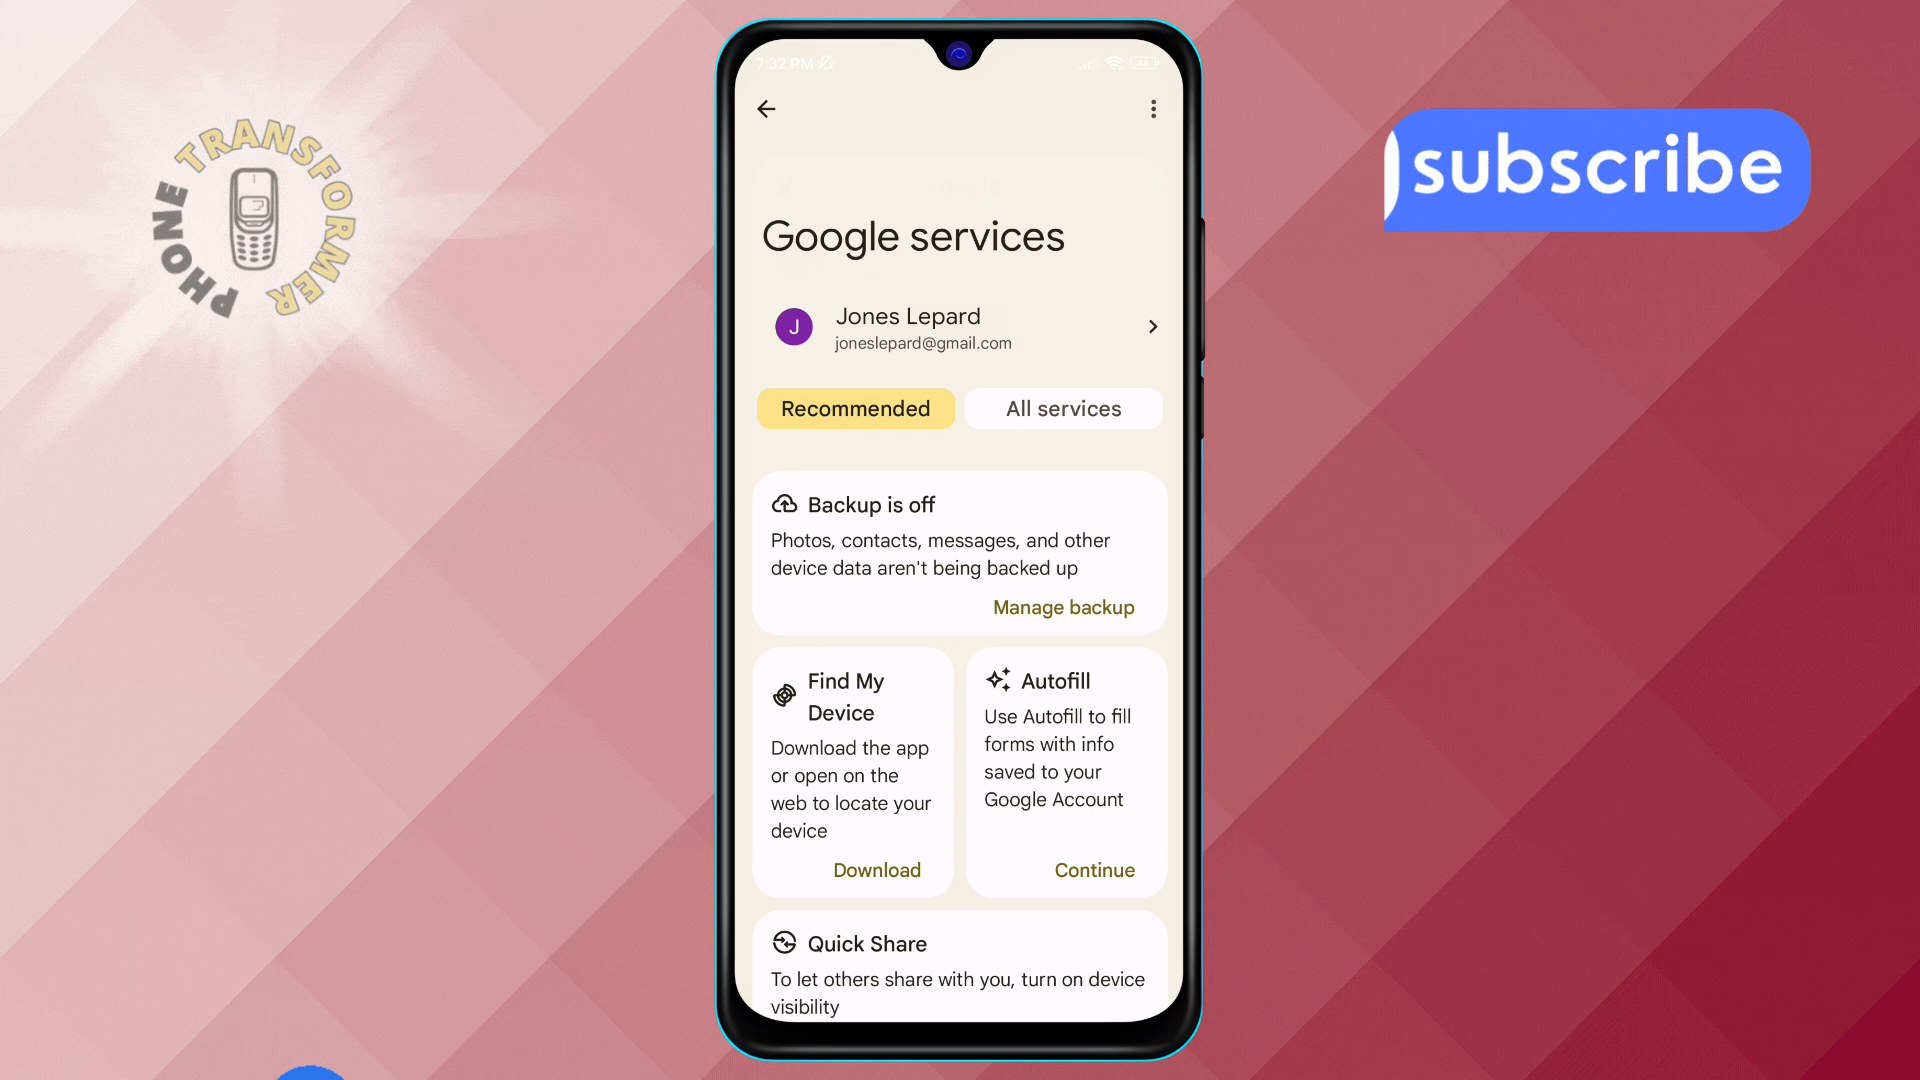 PHONE TRANSFORMER
subscribe
7:32 PM
44
Google services
J
Jones Lepard
joneslepard@gmail.com
Recommended
All services
Backup is off
Photos, contacts, messages, and other
device data aren't being backed up
Manage backup
Find My
Device
Download the app
or open on the
web to locate your
device
Download
Autofill
Use Autofill to fill
forms with info
saved to your
Google Account
Continue
Quick Share
To let others share with you, turn on device
visibility